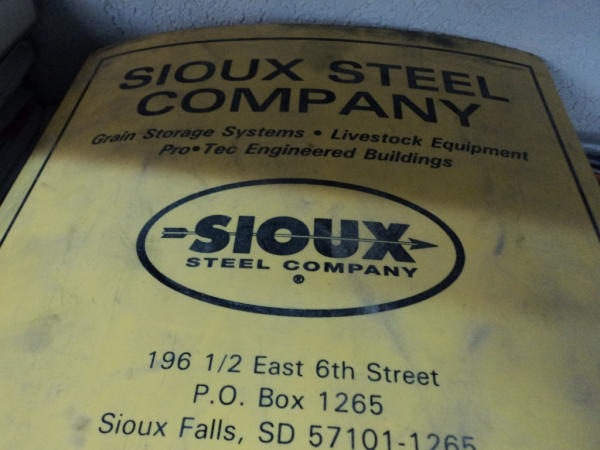 SIOUX STEEL
COMPANY
Grain Storage Systems • Livestock Equipment
Pro•Tec Engineered Buildings
SIOUX
STEEL COMPANY
®
196 1/2 East 6th Street
P.O. Box 1265
Sioux Falls, SD 57101-1265